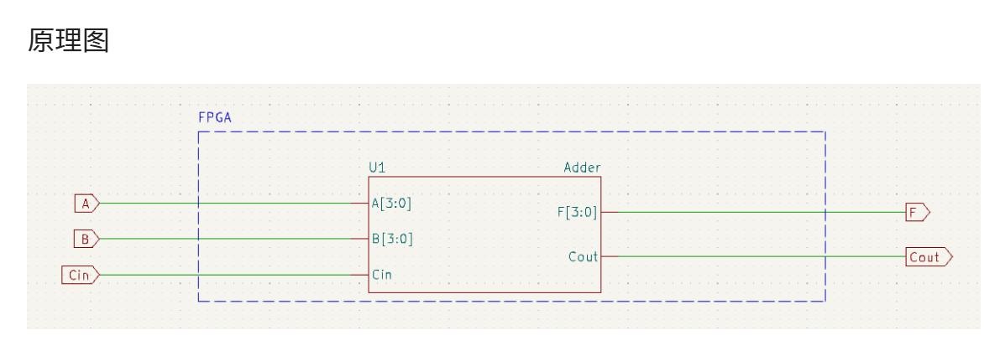 原理图
FPGA
U1 Adder
A A[3:0]
F[3:0] F
B B[3:0]
Cout Cout
Cin Cin